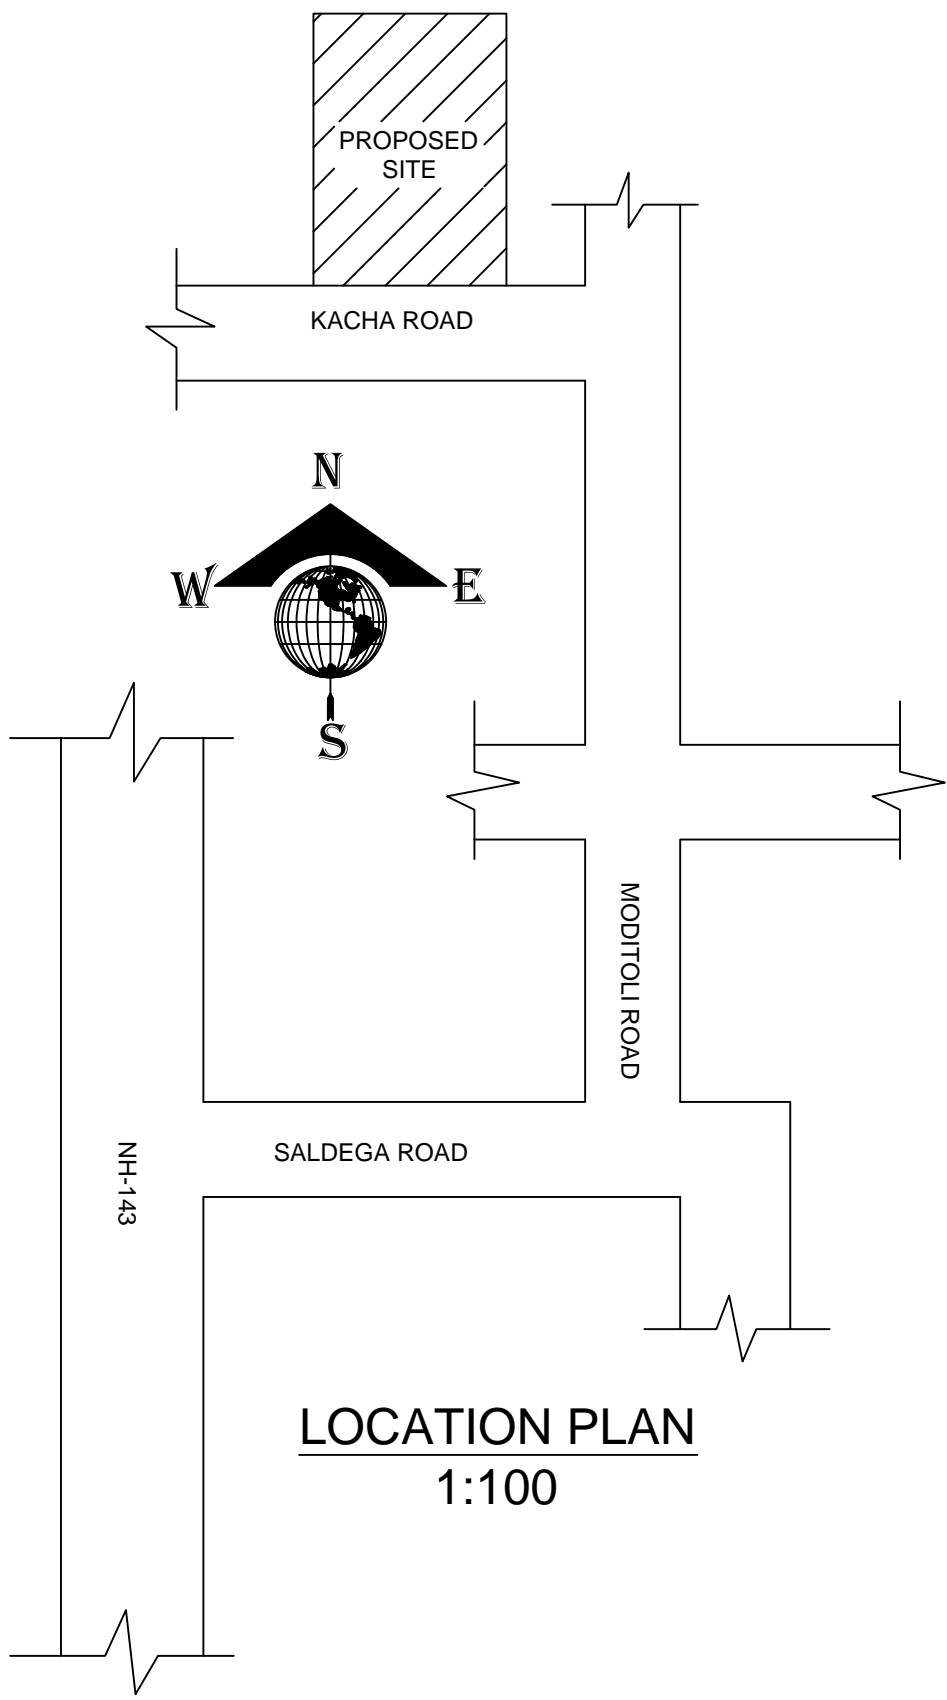 PROPOSED
SITE
KACHA ROAD
N
W
E
S
MODITOLI ROAD
NH-143
SALDEGA ROAD
LOCATION PLAN
1:100